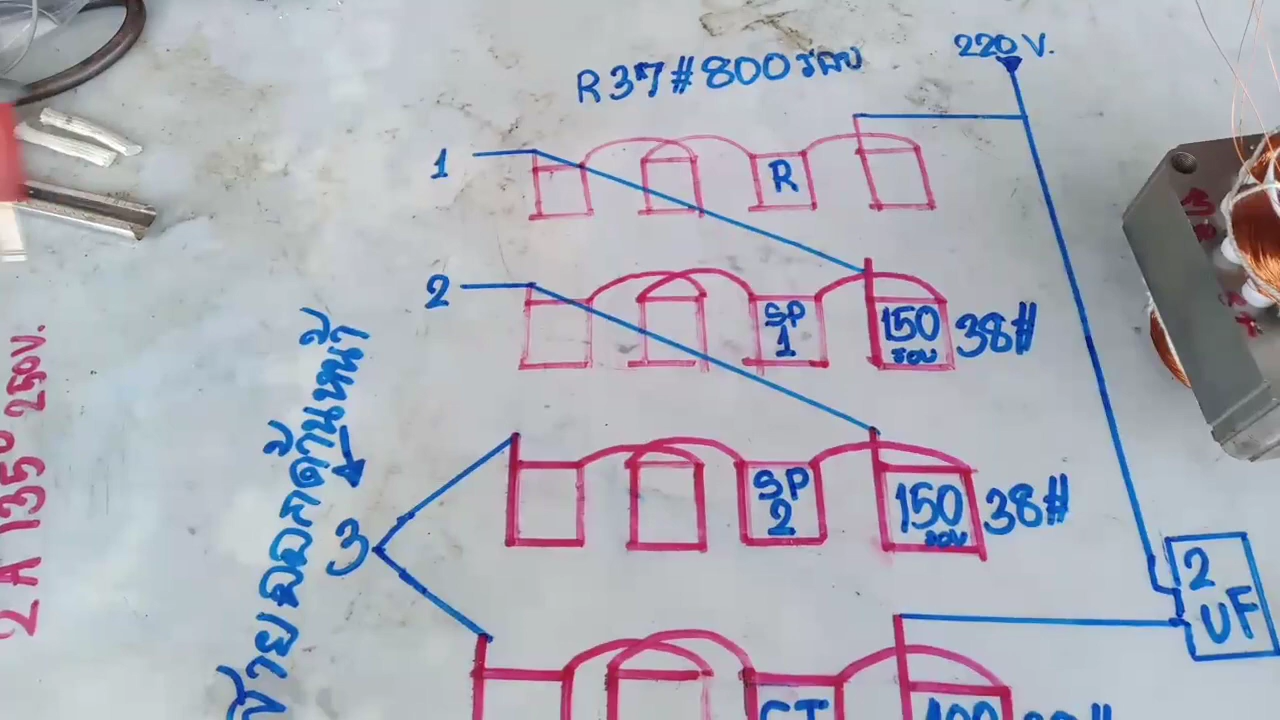 220 V.
R 37 # 800 รอบ
1
R
2
SP
1
150
รอบ
38#
SP
2
150
รอบ
38#
3
สายออกด้านหน้า
2
UF
2 A 135° 250V.